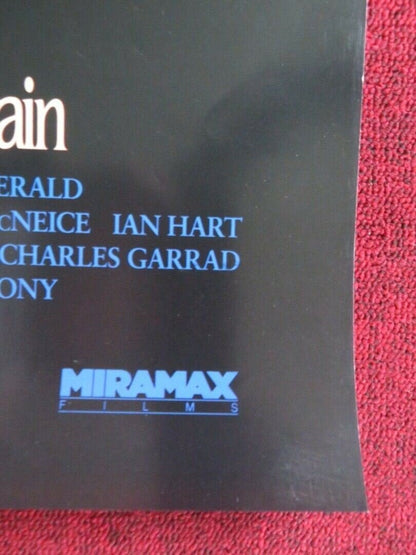 ain
ERALD
cNEICE IAN HART
CHARLES GARRAD
ONY
MIRAMAX
FILMS